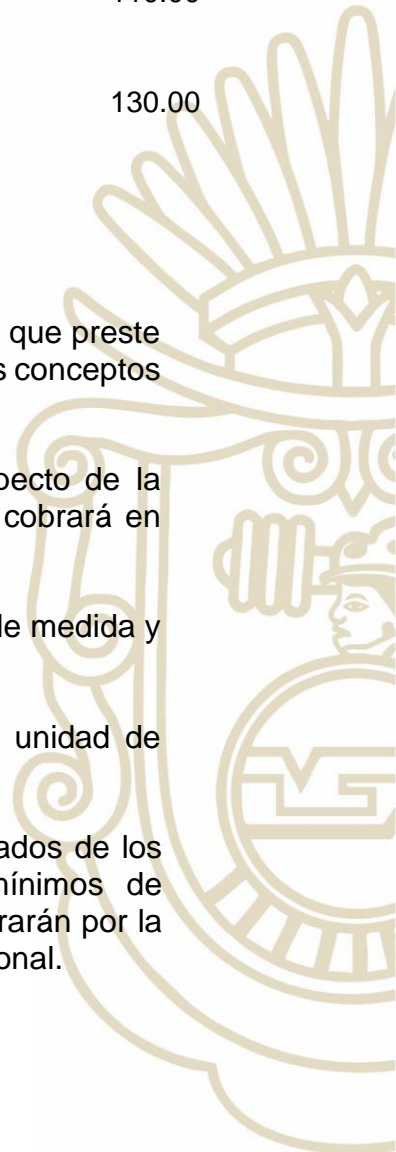 130.00
que preste
s conceptos
pecto de la
cobrará en
de medida y
unidad de
ados de los
mínimos de
rarán por la
onal.